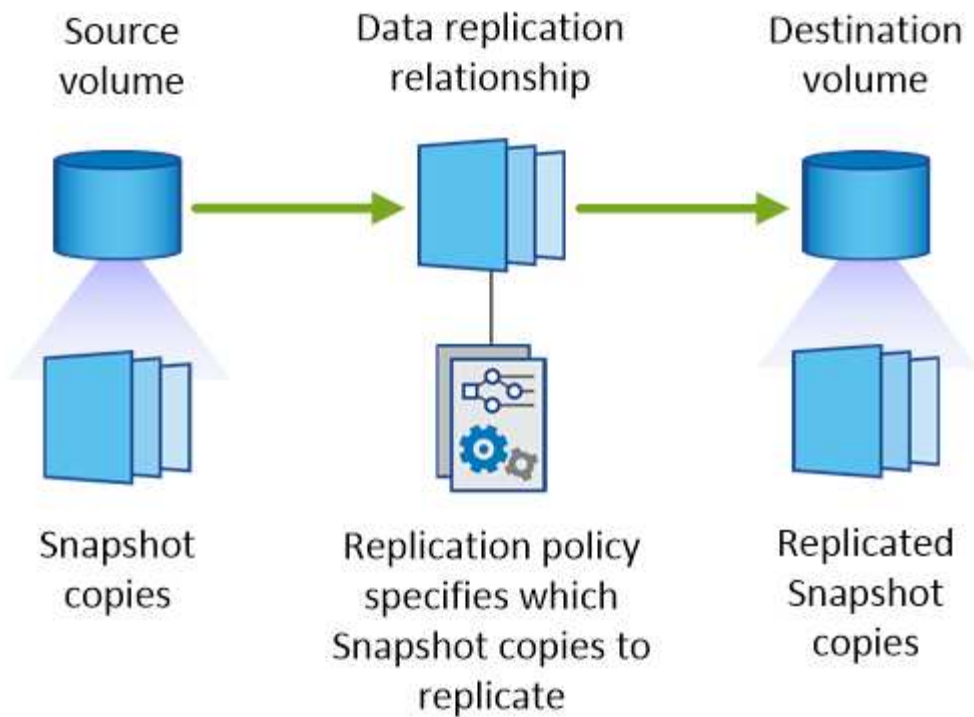 Source
volume
Data replication
relationship
Destination
volume
Snapshot
copies
Replication policy
specifies which
Snapshot copies to
replicate
Replicated
Snapshot
copies